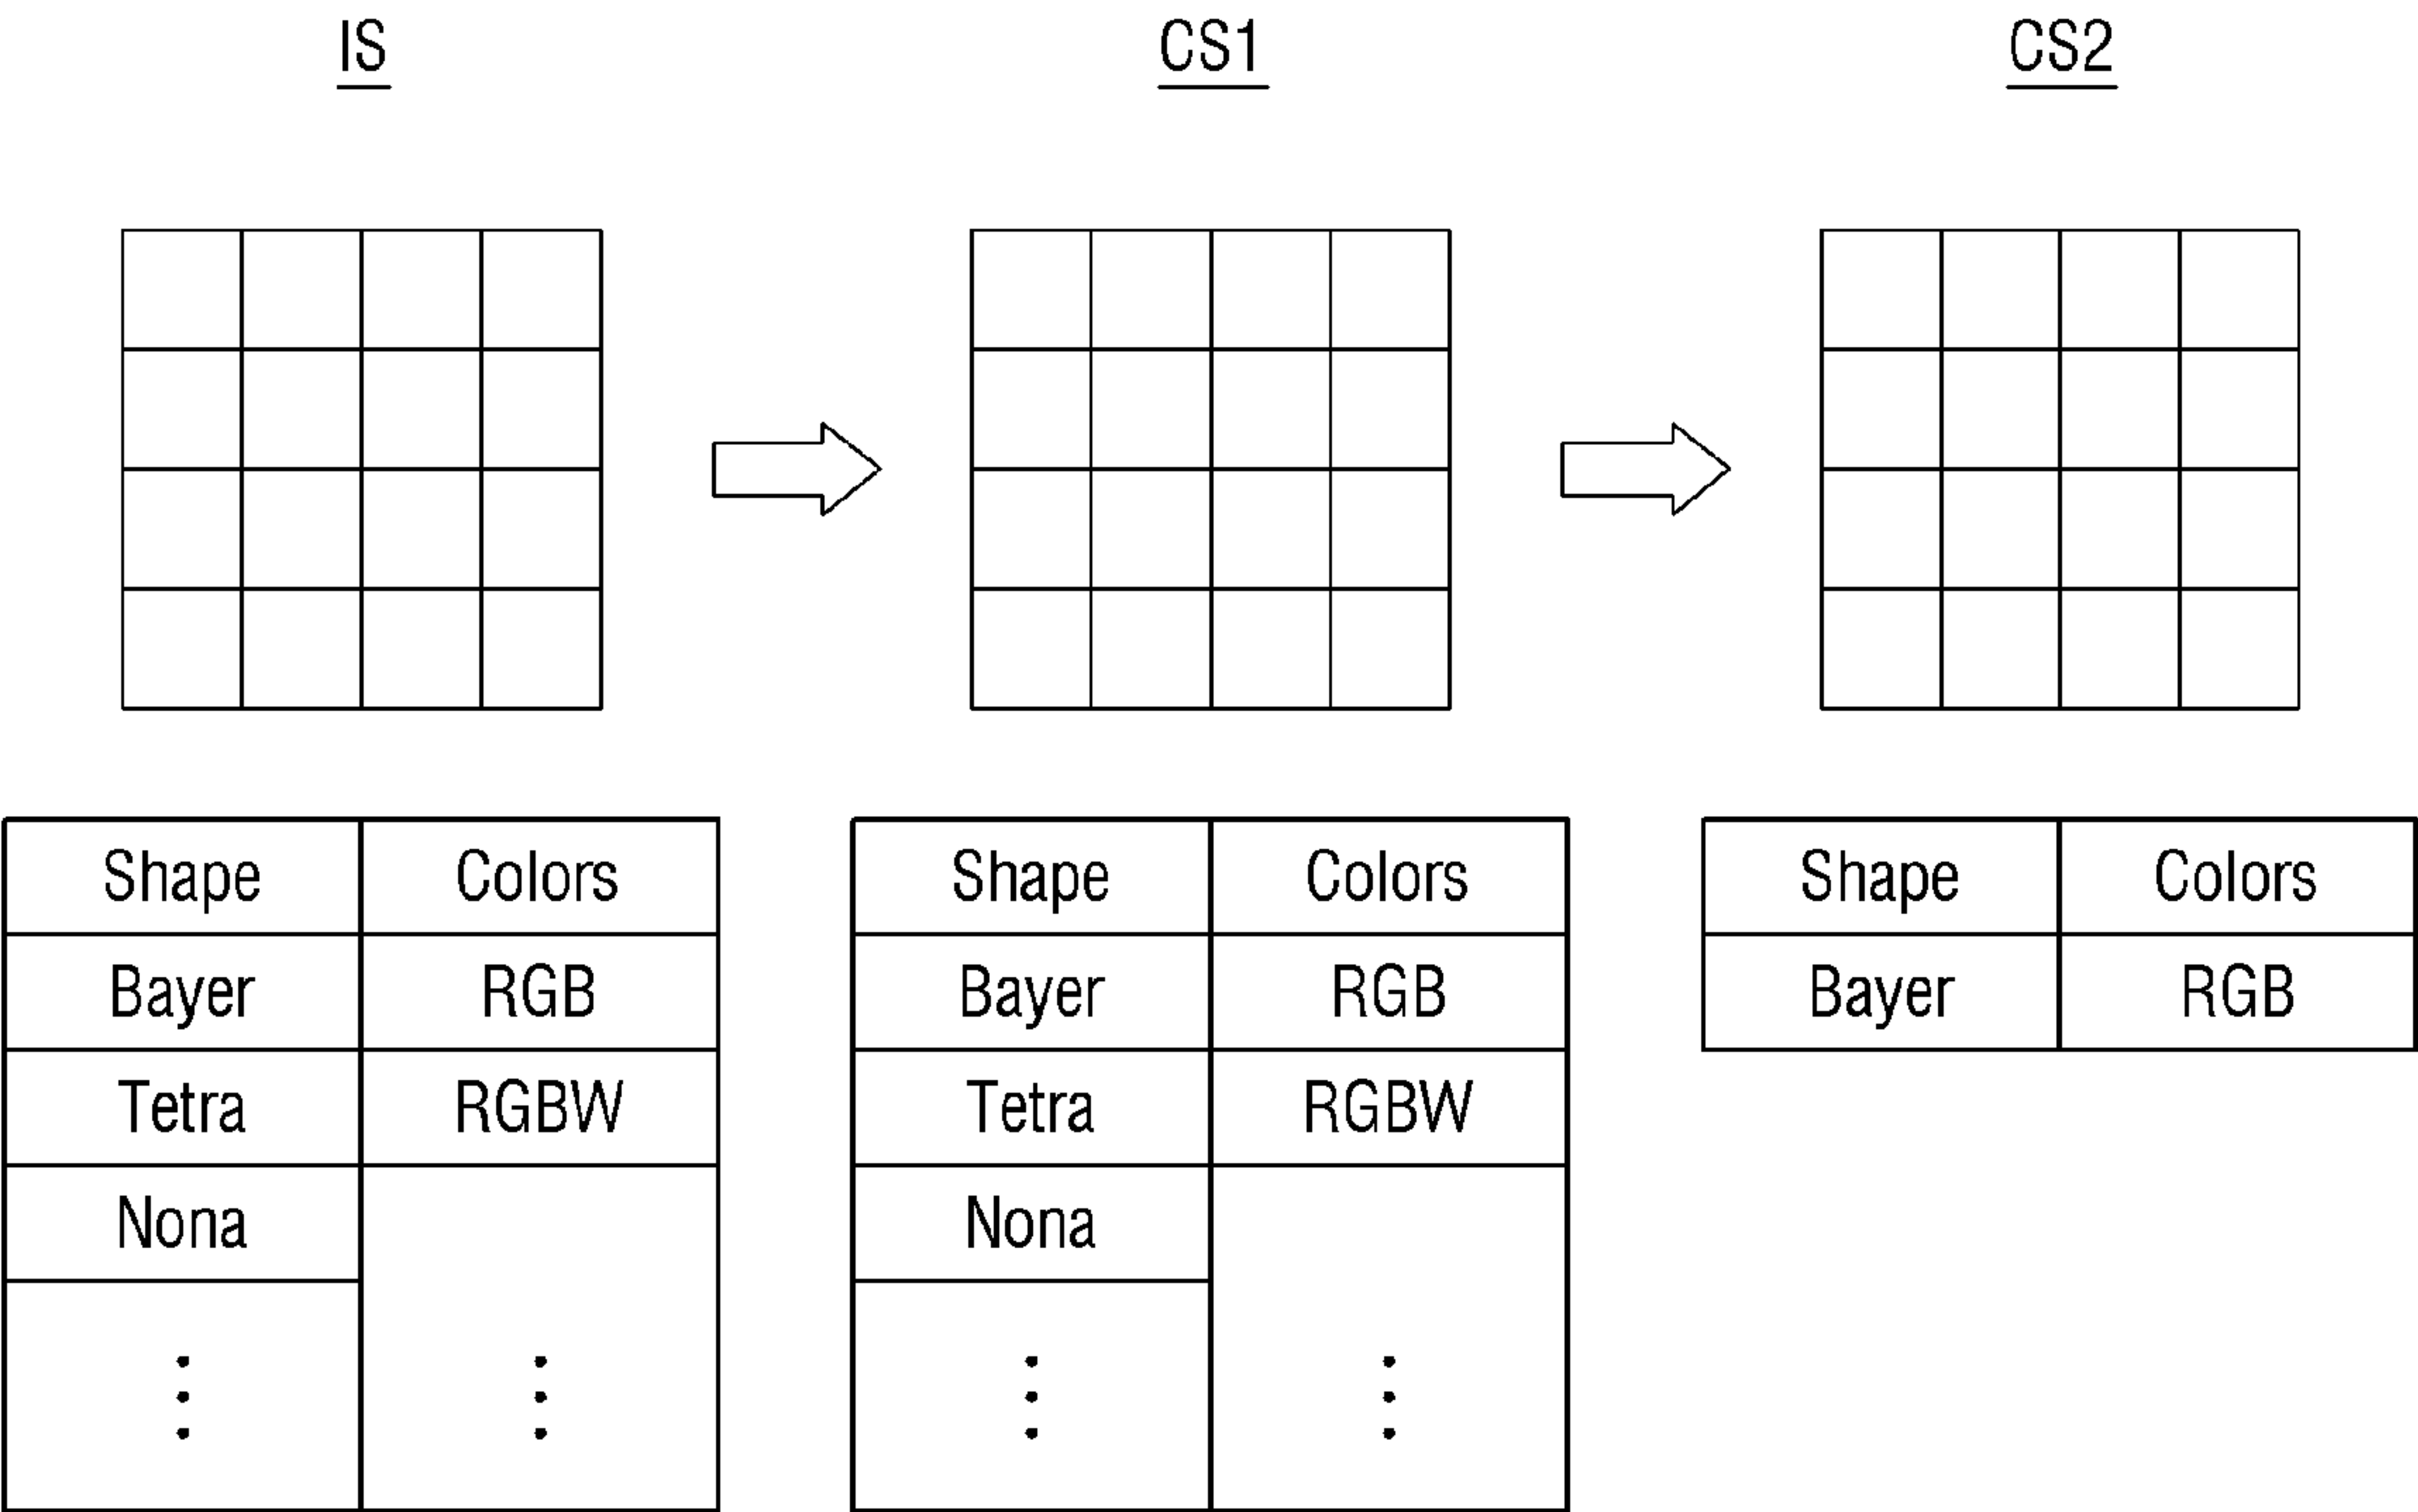 IS CS1 CS2
Shape Colors Shape Colors Shape Colors
Bayer RGB Bayer RGB Bayer RGB
Tetra RGBW Tetra RGBW
Nona Nona